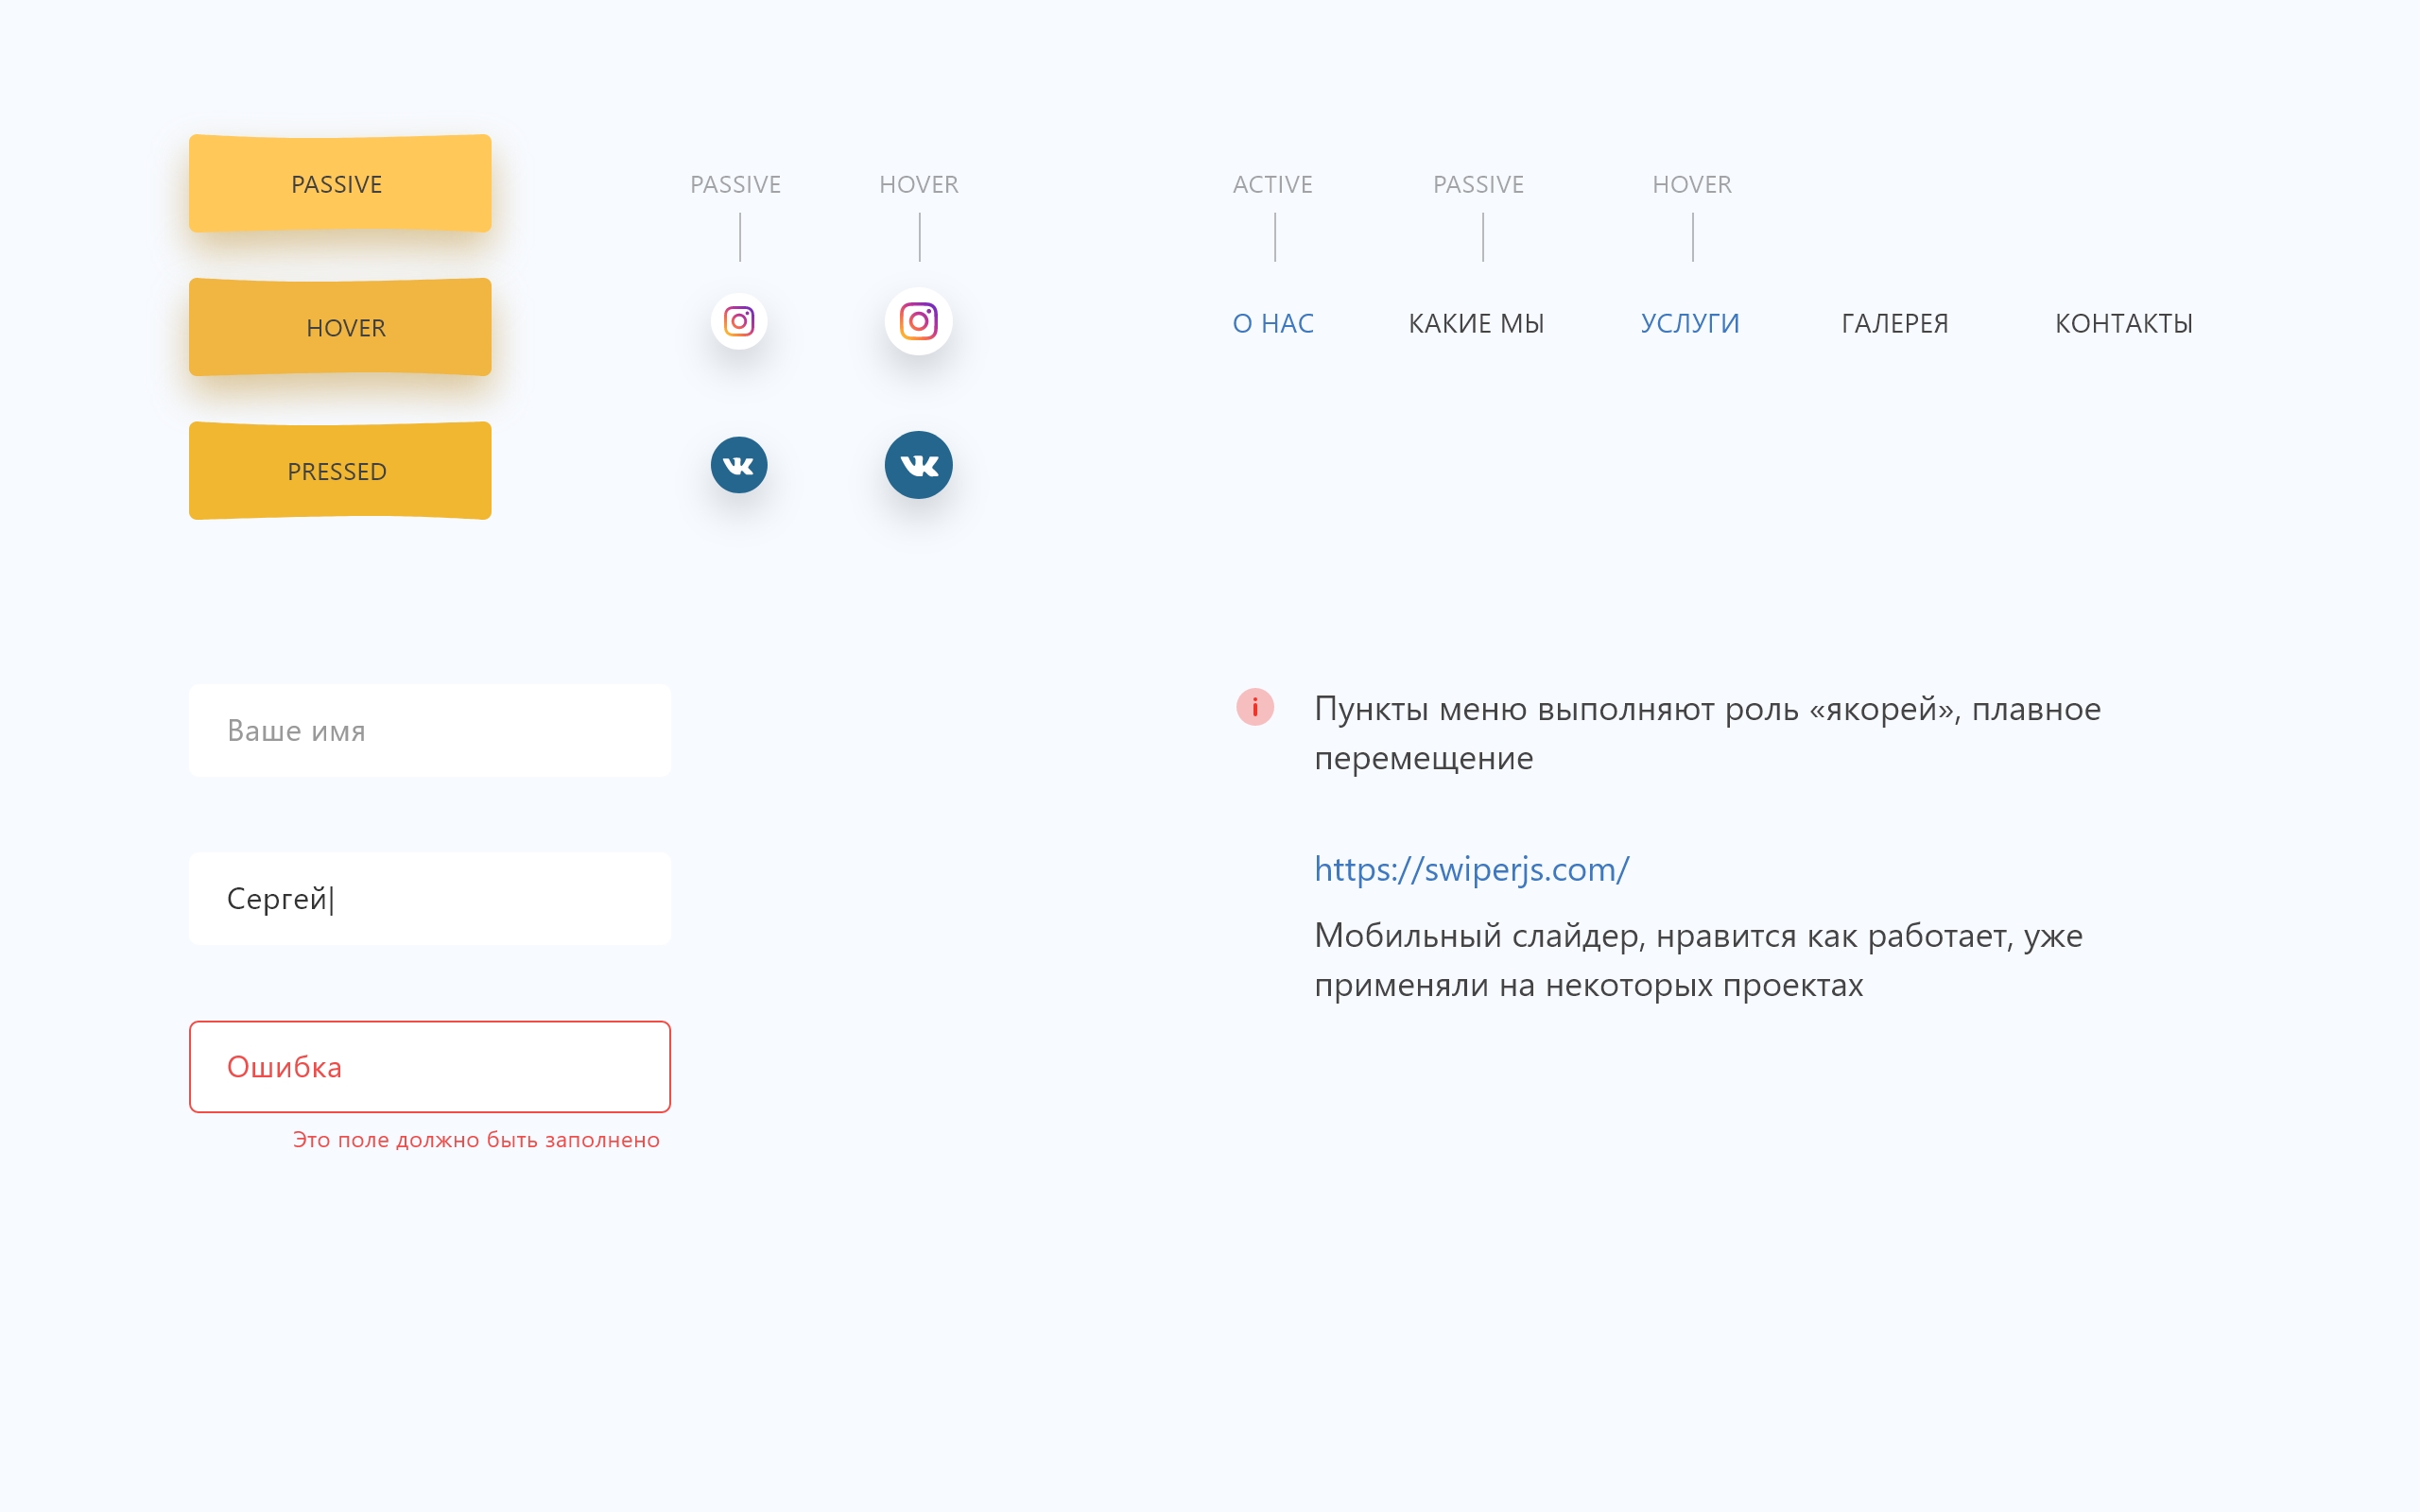 PASSIVE
HOVER
PRESSED
PASSIVE HOVER
ACTIVE PASSIVE HOVER
О НАС КАКИЕ МЫ УСЛУГИ ГАЛЕРЕЯ КОНТАКТЫ
Ваше имя
Сергей|
Ошибка
Это поле должно быть заполнено
Пункты меню выполняют роль «якорей», плавное
перемещение
https://swiperjs.com/
Мобильный слайдер, нравится как работает, уже
применяли на некоторых проектах